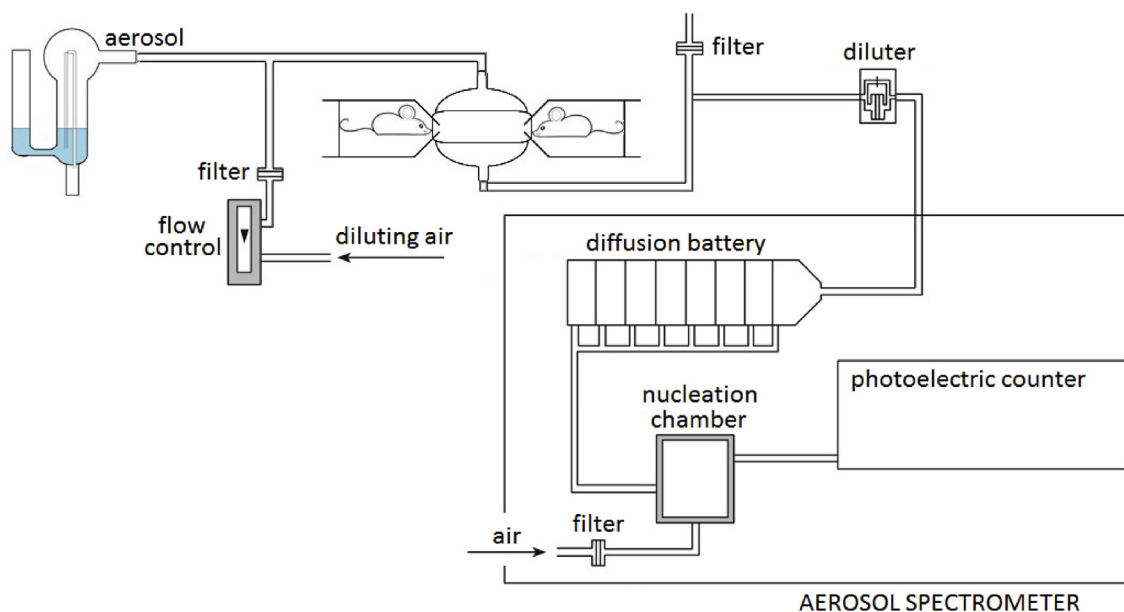 aerosol
filter
diluter
filter
flow
control
diluting air
diffusion battery
photoelectric counter
nucleation
chamber
filter
air
AEROSOL SPECTROMETER